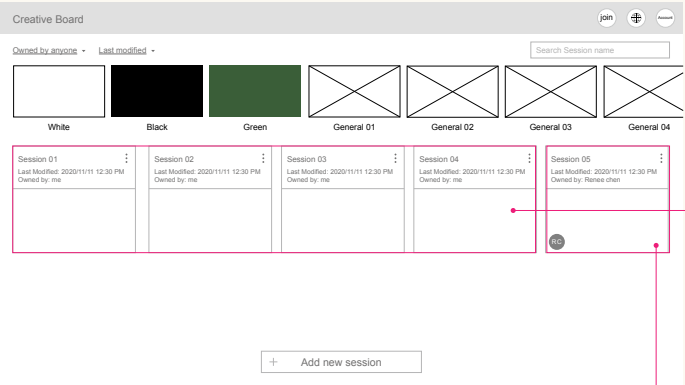 Creative Board
join
Account
Owned by anyone
Last modified
Search Session name
White
Black
Green
General 01
General 02
General 03
General 04
Session 01
Last Modified: 2020/11/11 12:30 PM
Owned by: me
Session 02
Last Modified: 2020/11/11 12:30 PM
Owned by: me
Session 03
Last Modified: 2020/11/11 12:30 PM
Owned by: me
Session 04
Last Modified: 2020/11/11 12:30 PM
Owned by: me
Session 05
Last Modified: 2020/11/11 12:30 PM
Owned by: Renee chen
RC
+ Add new session